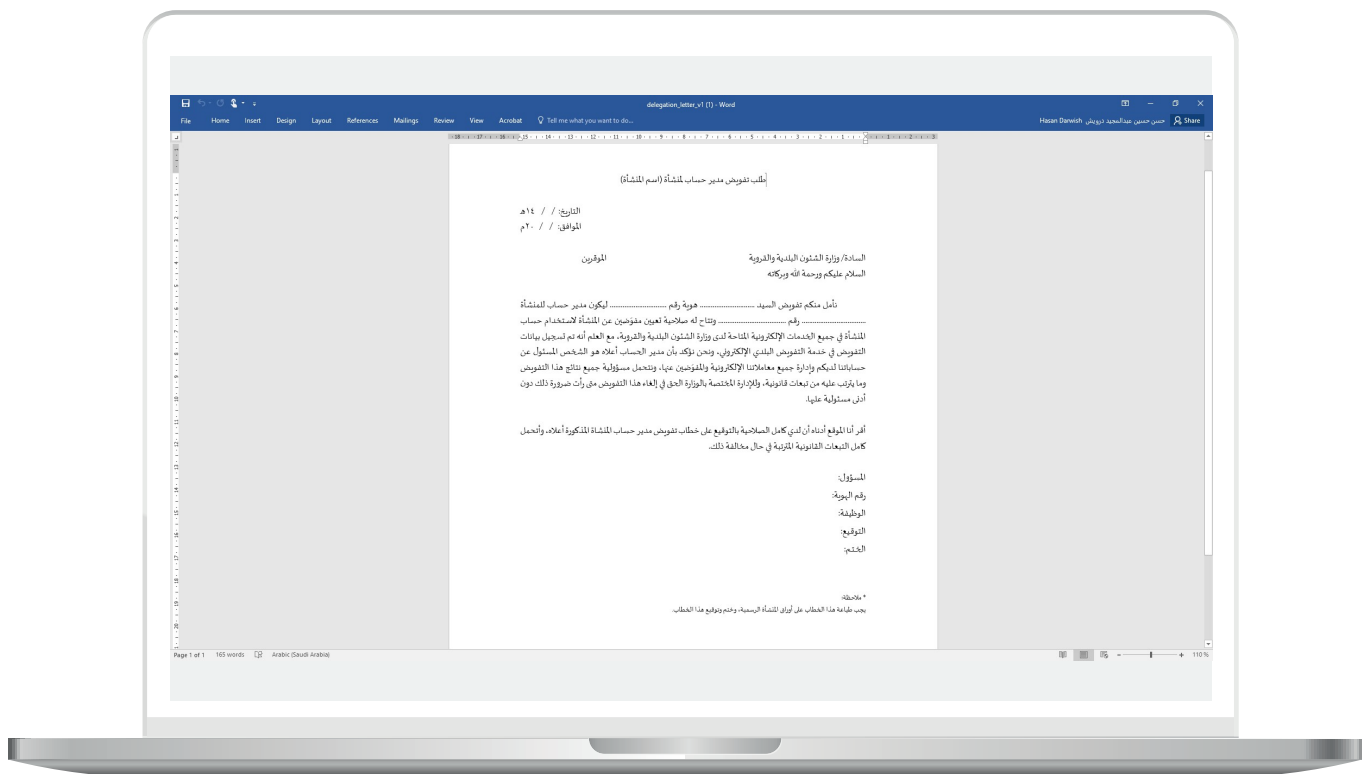 delegation_letter_v1 (1) - Word
File Home Insert Design Layout References Mailings Review View Acrobat Tell me what you want to do...
Hasan Darwish حسن حسين عبدالمجيد درويش Share
طلب تفويض مدير حساب لمنشأة (اسم المنشأة)
التاريخ: / / ١٤هـ
الموافق: / / ٢٠م
السادة/ وزارة الشئون البلدية والقروية الموقرين
السلام عليكم ورحمة الله وبركاته
نأمل منكم تفويض السيد ............................ هوية رقم ............................ ليكون مدير حساب للمنشأة
................................ رقم ................................ وتتاح له صلاحية تعيين مفوّضين عن المنشأة لاستخدام حساب
المنشأة في جميع الخدمات الإلكترونية المتاحة لدى وزارة الشئون البلدية والقروية، مع العلم أنه تم تسجيل بيانات
التفويض في خدمة التفويض البلدي الإلكتروني، ونحن نؤكد بأن مدير الحساب أعلاه هو الشخص المسئول عن
حساباتنا لديكم وإدارة جميع معاملاتنا الإلكترونية والمفوّضين عنها، ونتحمل مسؤولية جميع نتائج هذا التفويض
وما يترتب عليه من تبعات قانونية، وللإدارة المختصة بالوزارة الحق في إلغاء هذا التفويض متى رأت ضرورة ذلك دون
أدنى مسئولية عليها.
أقر أنا الموقع أدناه أن لدي كامل الصلاحية بالتوقيع على خطاب تفويض مدير حساب المنشاة المذكورة أعلاه، وأتحمل
كامل التبعات القانونية المترتبة في حال مخالفة ذلك.
المسؤول:
رقم الهوية:
الوظيفة:
التوقيع:
الختم:
* ملاحظة:
يجب طباعة هذا الخطاب على أوراق المنشأة الرسمية، وختم وتوقيع هذا الخطاب.
Page 1 of 1 165 words Arabic (Saudi Arabia) 110%